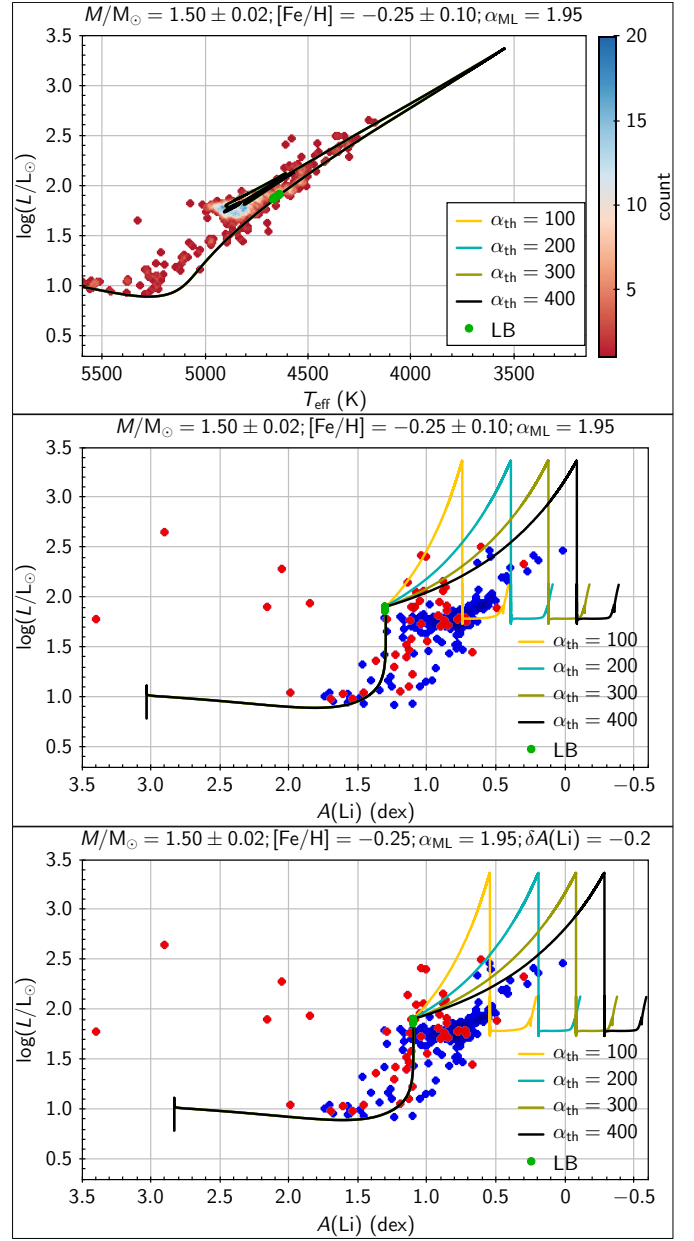 M/M⊙ = 1.50 ± 0.02; [Fe/H] = −0.25 ± 0.10; αML = 1.95
3.5
3.0
2.5
2.0
1.5
1.0
0.5
log(L/L⊙)
5500
5000
4500
4000
3500
Teff (K)
αth = 100
αth = 200
αth = 300
αth = 400
LB
20
15
10
5
count
M/M⊙ = 1.50 ± 0.02; [Fe/H] = −0.25 ± 0.10; αML = 1.95
3.5
3.0
2.5
2.0
1.5
1.0
0.5
log(L/L⊙)
αth = 100
αth = 200
αth = 300
αth = 400
LB
3.5
3.0
2.5
2.0
1.5
1.0
0.5
0
−0.5
A(Li) (dex)
M/M⊙ = 1.50 ± 0.02; [Fe/H] = −0.25; αML = 1.95; δA(Li) = −0.2
3.5
3.0
2.5
2.0
1.5
1.0
0.5
log(L/L⊙)
αth = 100
αth = 200
αth = 300
αth = 400
LB
3.5
3.0
2.5
2.0
1.5
1.0
0.5
0
−0.5
A(Li) (dex)